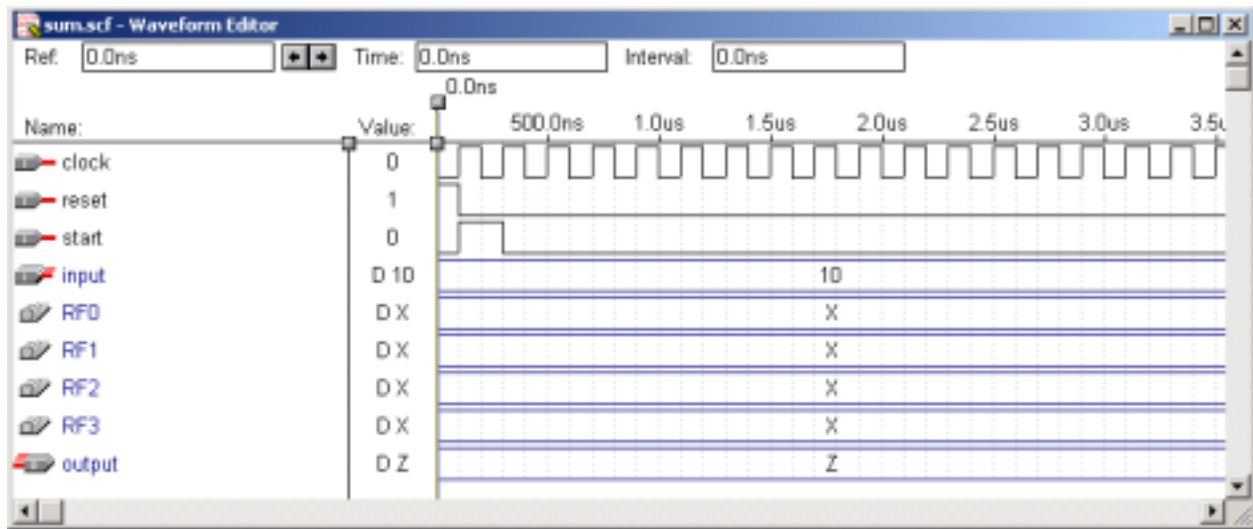 sum.scf - Waveform Editor
Ref: 0.0ns Time: 0.0ns Interval: 0.0ns
0.0ns
Name: Value: 500.0ns 1.0us 1.5us 2.0us 2.5us 3.0us 3.5u
clock 0
reset 1
start 0
input D 10 10
RF0 D X X
RF1 D X X
RF2 D X X
RF3 D X X
output D Z Z